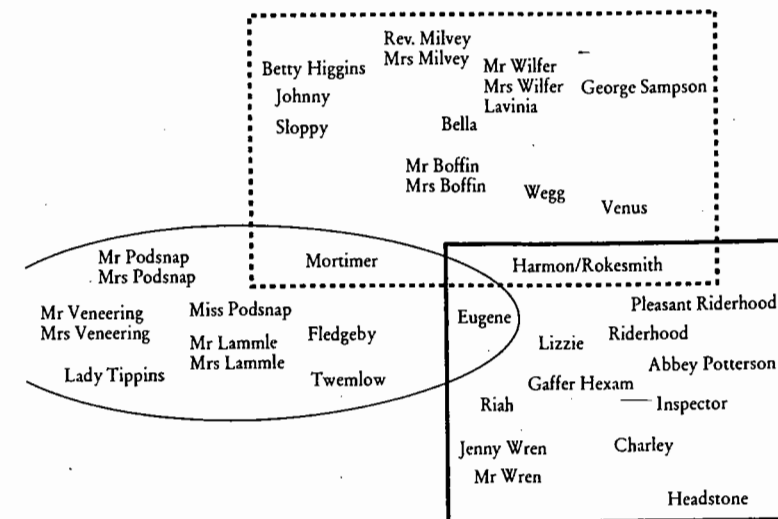 Rev. Milvey
Mrs Milvey
Betty Higgins
Johnny
Sloppy
Mr Wilfer
Mrs Wilfer
Lavinia
George Sampson
Bella
Mr Boffin
Mrs Boffin
Wegg
Venus
Mr Podsnap
Mrs Podsnap
Mortimer
Harmon/Rokesmith
Mr Veneering
Mrs Veneering
Miss Podsnap
Mr Lammle
Mrs Lammle
Fledgeby
Lady Tippins
Twemlow
Eugene
Pleasant Riderhood
Lizzie
Riderhood
Abbey Potterson
Gaffer Hexam
Riah
Inspector
Jenny Wren
Mr Wren
Charley
Headstone